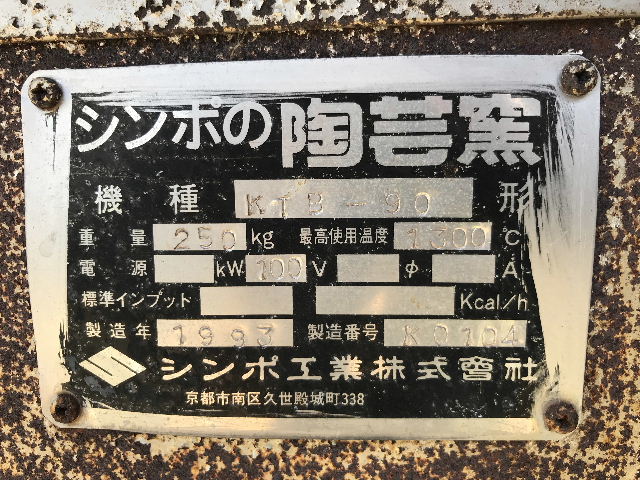 シンポの陶芸窯
機種 KTB-90 形
重量 250 kg 最高使用温度 1300 ℃
電源 kW 100 V φ A
標準インプット Kcal/h
製造年 1993 製造番号 K0104
シンポ工業株式會社
京都市南区久世殿城町338